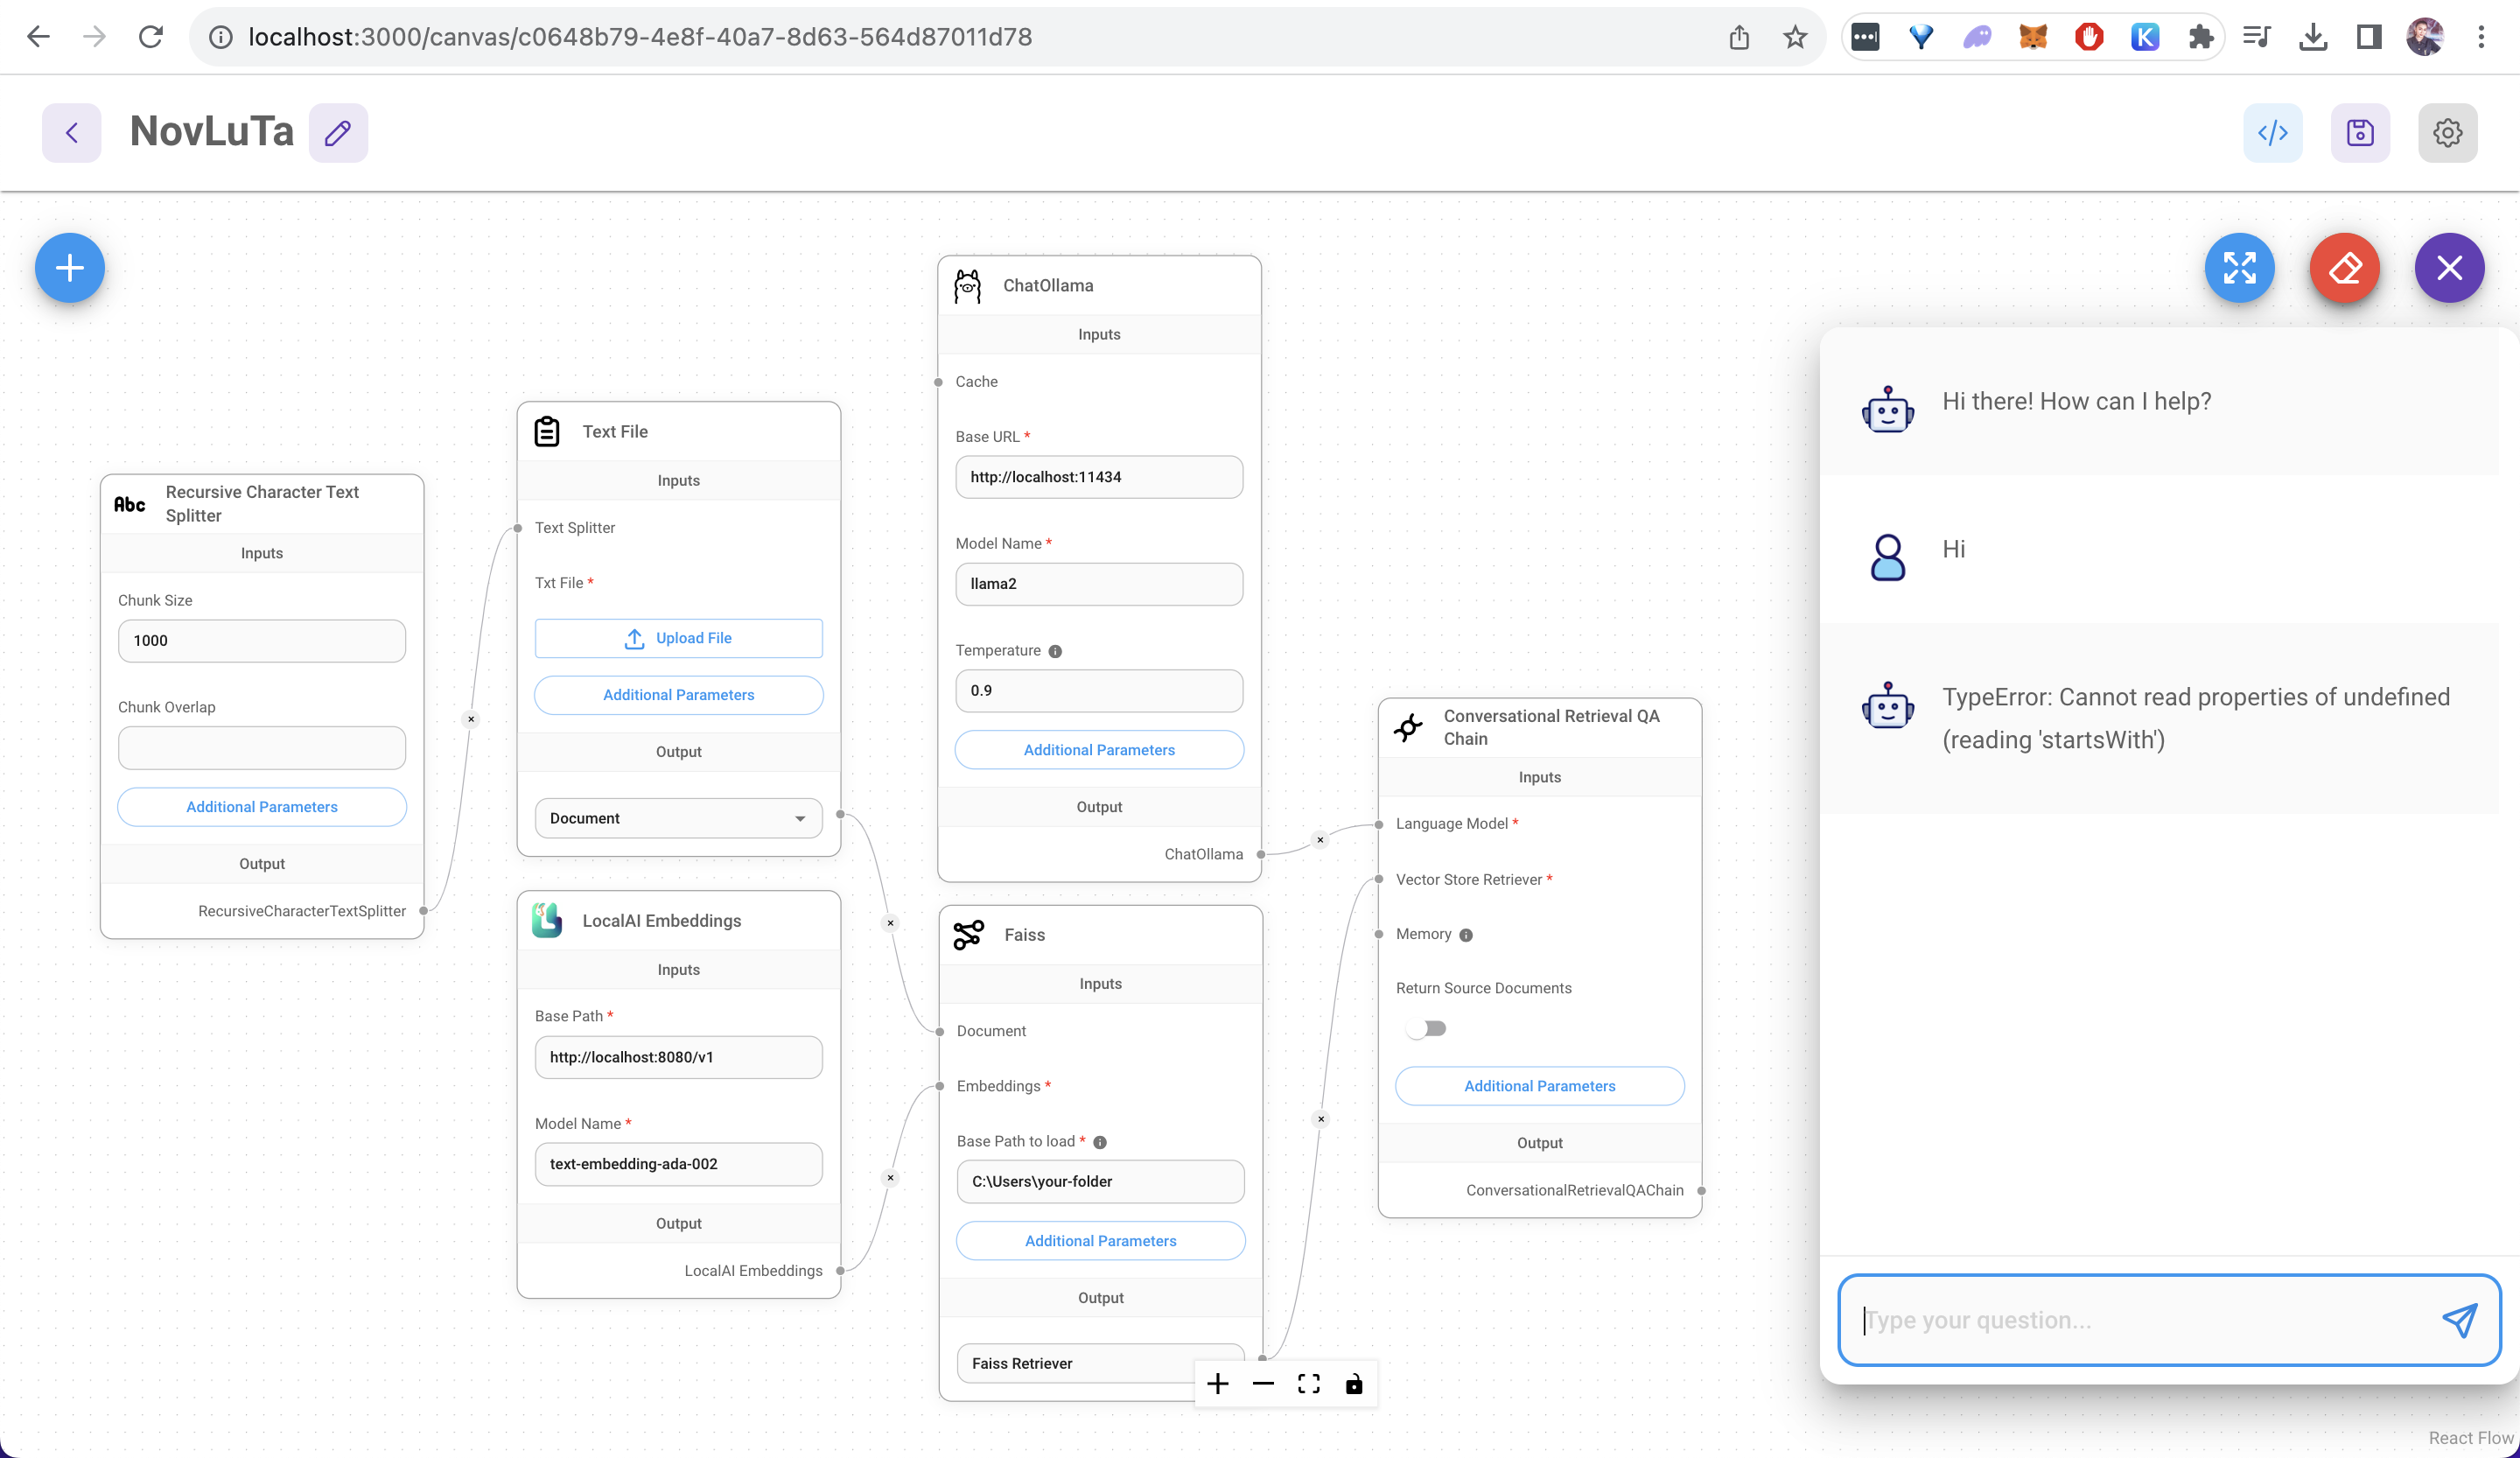 localhost:3000/canvas/c0648b79-4e8f-40a7-8d63-564d87011d78
K
NovLuTa
</>
Abc
Recursive Character Text
Splitter
Inputs
Chunk Size
1000
Chunk Overlap
Additional Parameters
Output
RecursiveCharacterTextSplitter
Text File
Inputs
Text Splitter
Txt File *
Upload File
Additional Parameters
Output
Document
LocalAI Embeddings
Inputs
Base Path *
http://localhost:8080/v1
Model Name *
text-embedding-ada-002
Output
LocalAI Embeddings
ChatOllama
Inputs
Cache
Base URL *
http://localhost:11434
Model Name *
llama2
Temperature
0.9
Additional Parameters
Output
ChatOllama
Faiss
Inputs
Document
Embeddings *
Base Path to load *
C:\Users\your-folder
Additional Parameters
Output
Faiss Retriever
Conversational Retrieval QA
Chain
Inputs
Language Model *
Vector Store Retriever *
Memory
Return Source Documents
Additional Parameters
Output
ConversationalRetrievalQAChain
Hi there! How can I help?
Hi
TypeError: Cannot read properties of undefined
(reading 'startsWith')
Type your question...
React Flow